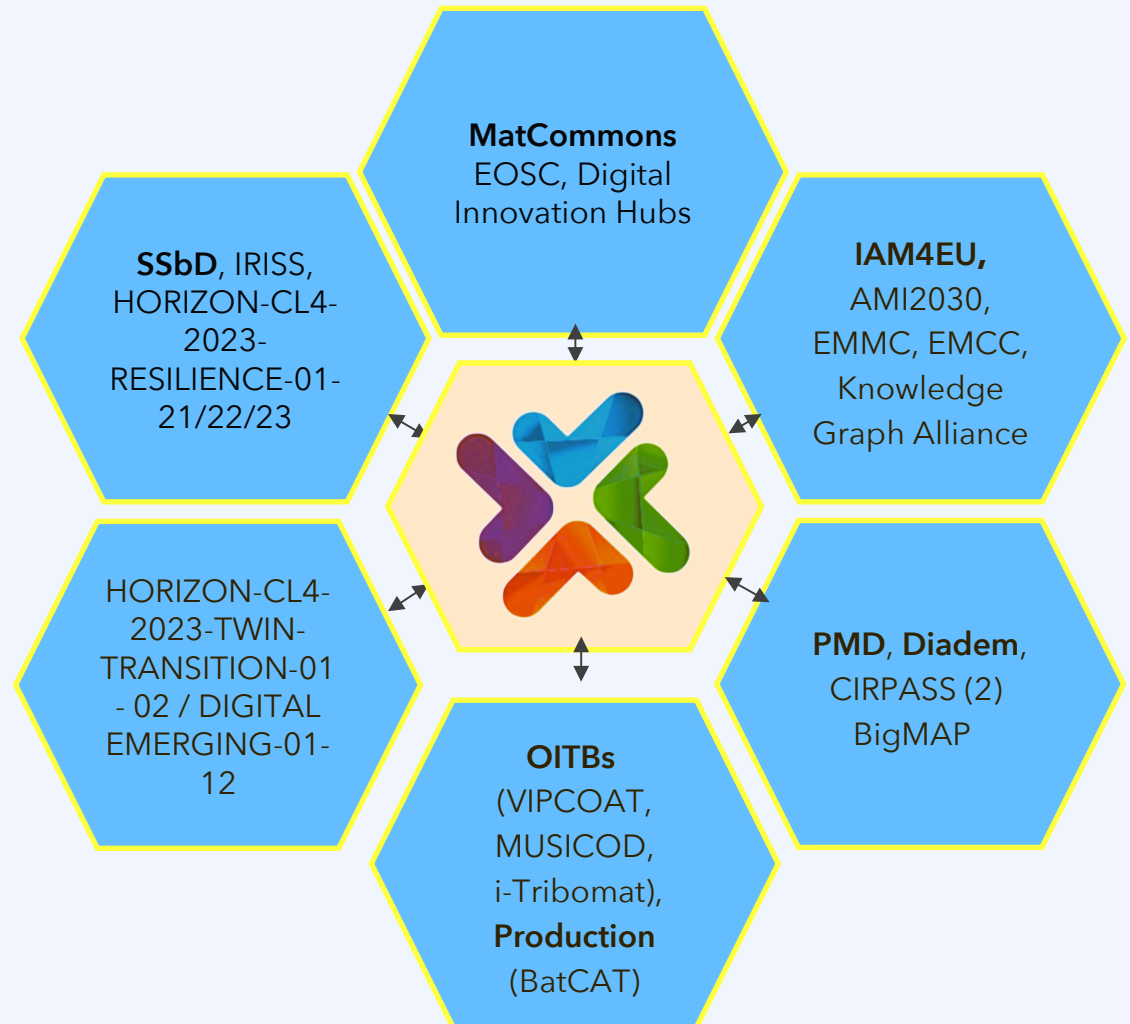 MatCommons
EOSC, Digital
Innovation Hubs
SSbD, IRISS,
HORIZON-CL4-
2023-
RESILIENCE-01-
21/22/23
IAM4EU,
AMI2030,
EMMC, EMCC,
Knowledge
Graph Alliance
HORIZON-CL4-
2023-TWIN-
TRANSITION-01
- 02 / DIGITAL
EMERGING-01-
12
PMD, Diadem,
CIRPASS (2)
BigMAP
OITBs
(VIPCOAT,
MUSICOD,
i-Tribomat),
Production
(BatCAT)